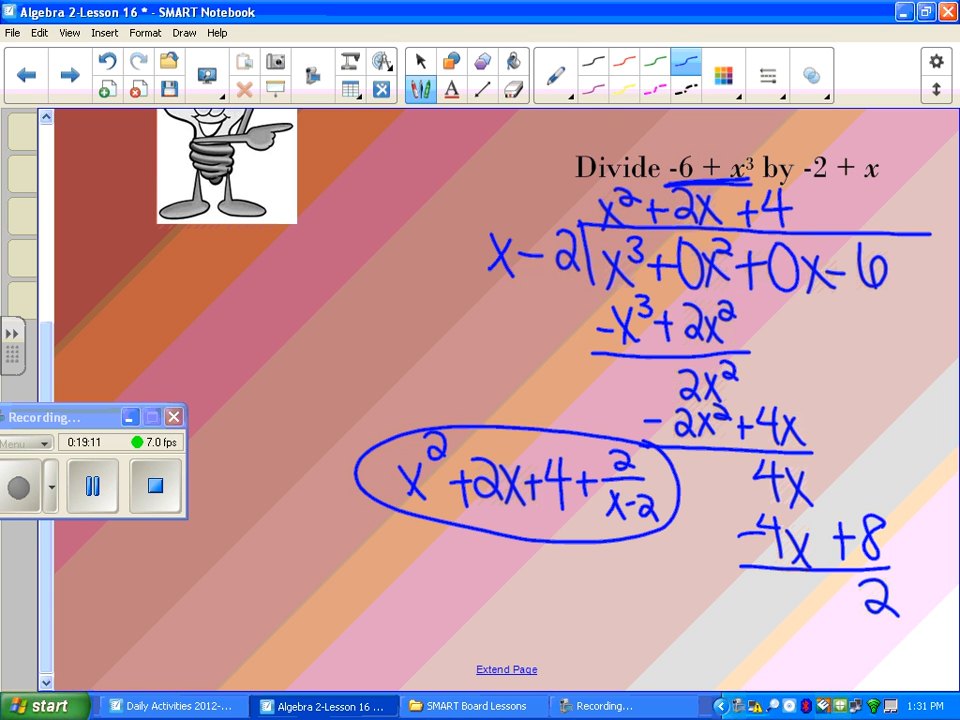 Algebra 2-Lesson 16 * - SMART Notebook
File Edit View Insert Format Draw Help
Divide -6 + x³ by -2 + x
x² + 2x + 4
x - 2 x³ + 0x² + 0x - 6
-x³ + 2x²
2x²
- 2x² + 4x
4x
-4x + 8
2
x² + 2x + 4 + 2/(x-2)
Recording...
Menu
0:19:11 7.0 fps
Extend Page
start Daily Activities 2012-... Algebra 2-Lesson 16 ... SMART Board Lessons Recording... 1:31 PM